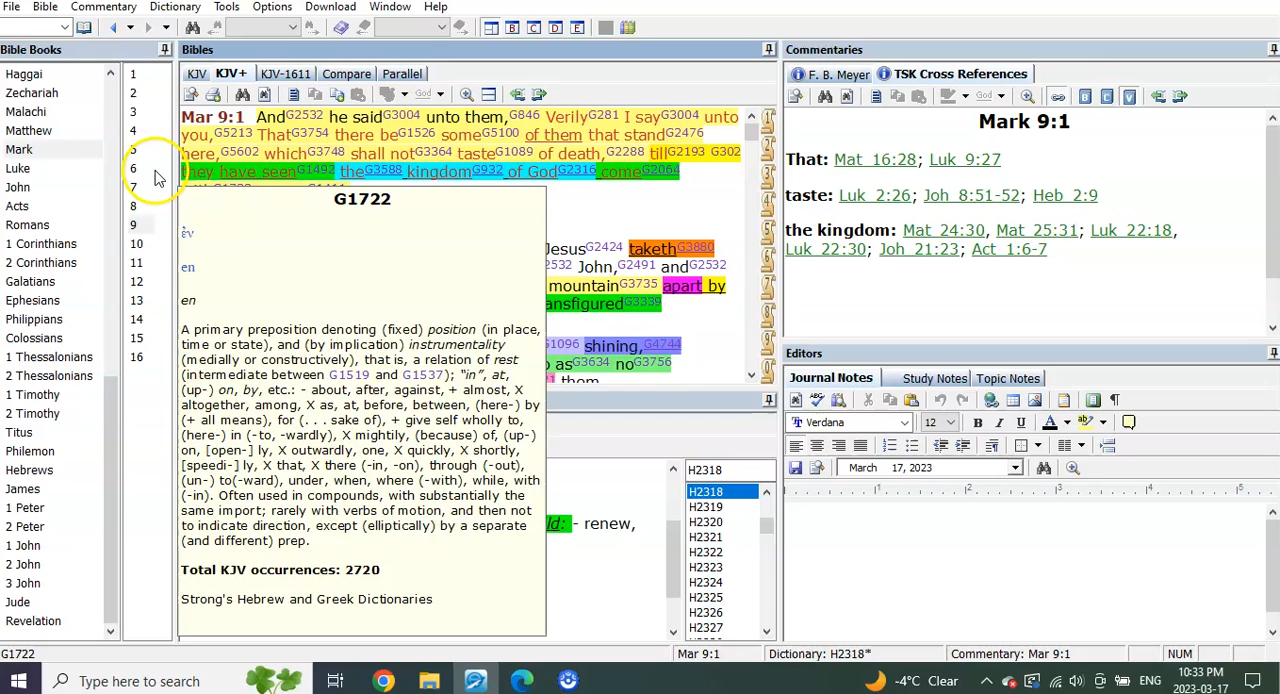 File Bible Commentary Dictionary Tools Options Download Window Help
B C D E
Bible Books
Haggai
Zechariah
Malachi
Matthew
Mark
Luke
John
Acts
Romans
1 Corinthians
2 Corinthians
Galatians
Ephesians
Philippians
Colossians
1 Thessalonians
2 Thessalonians
1 Timothy
2 Timothy
Titus
Philemon
Hebrews
James
1 Peter
2 Peter
1 John
2 John
3 John
Jude
Revelation
1
2
3
4
5
6
7
8
9
10
11
12
13
14
15
16
Bibles
KJV KJV+ KJV-1611 Compare Parallel
God
Mar 9:1 And G2532 he said G3004 unto them, G846 Verily G281 I say G3004 unto
you, G5213 That G3754 there be G1526 some G5100 of them that stand
here, G5602 which G3748 shall not G3364 taste G1089 of death, G2288 till G2193 G302
they have seen G1492 the G3588 kingdom G932 of God G2316 come G2064
Jesus G2424 taketh G3880
G2532 John, G2491 and G2532
mountain G3735 apart by
G3339
G1096 shining, G4744
as G3634 no G3756
them
G1722
ἐν
en
en
A primary preposition denoting (fixed) position (in place,
time or state), and (by implication) instrumentality
(medially or constructively), that is, a relation of rest
(intermediate between G1519 and G1537); "in", at,
(up-) on, by, etc.: - about, after, against, + almost, X
altogether, among, X as, at, before, between, (here-) by
(+ all means), for (. . . sake of), + give self wholly to,
(here-) in (-to, -wardly), X mightily, (because) of, (up-)
on, [open-] ly, X outwardly, one, X quickly, X shortly,
[speedi-] ly, X that, X there (-in, -on), through (-out),
(un-) to(-ward), under, when, where (-with), while, with
(-in). Often used in compounds, with substantially the
same import; rarely with verbs of motion, and then not
to indicate direction, except (elliptically) by a separate
(and different) prep.
Total KJV occurrences: 2720
Strong's Hebrew and Greek Dictionaries
ld: - renew,
H2318
H2318
H2319
H2320
H2321
H2322
H2323
H2324
H2325
H2326
H2327
Commentaries
F. B. Meyer TSK Cross References
God B C V
Mark 9:1
That: Mat 16:28; Luk 9:27
taste: Luk 2:26; Joh 8:51-52; Heb 2:9
the kingdom: Mat 24:30, Mat 25:31; Luk 22:18,
Luk 22:30; Joh 21:23; Act 1:6-7
Editors
Journal Notes Study Notes Topic Notes
Verdana 12 B I U A
March 17, 2023
1 2 3 4 5
G1722 Mar 9:1 Dictionary: H2318* Commentary: Mar 9:1 NUM
Type here to search -4°C Clear ENG 10:33 PM
2023-03-17